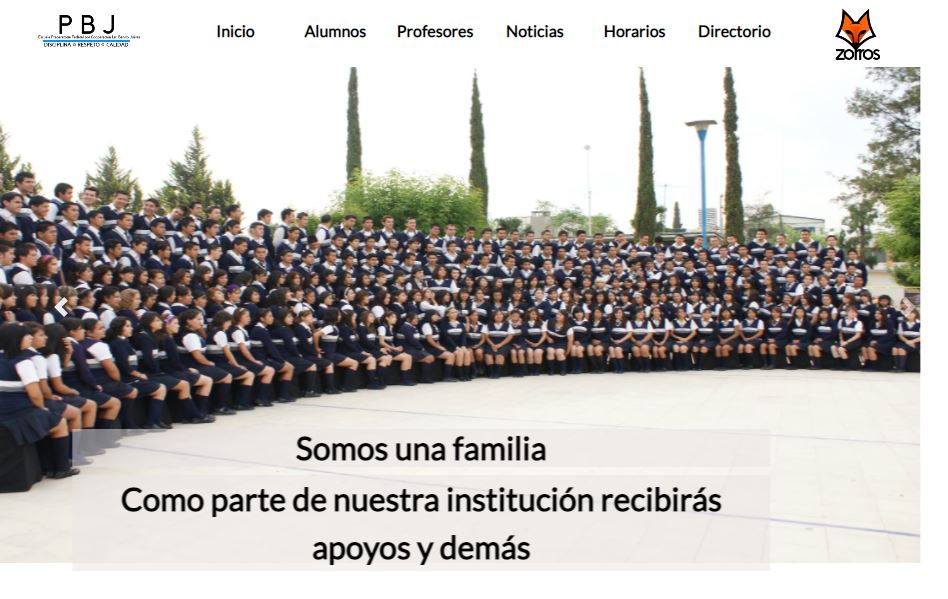 P B J
DISCIPLINA RESPETO CALIDAD
Inicio
Alumnos
Profesores
Noticias
Horarios
Directorio
zorros
Somos una familia
Como parte de nuestra institución recibirás
apoyos y demás